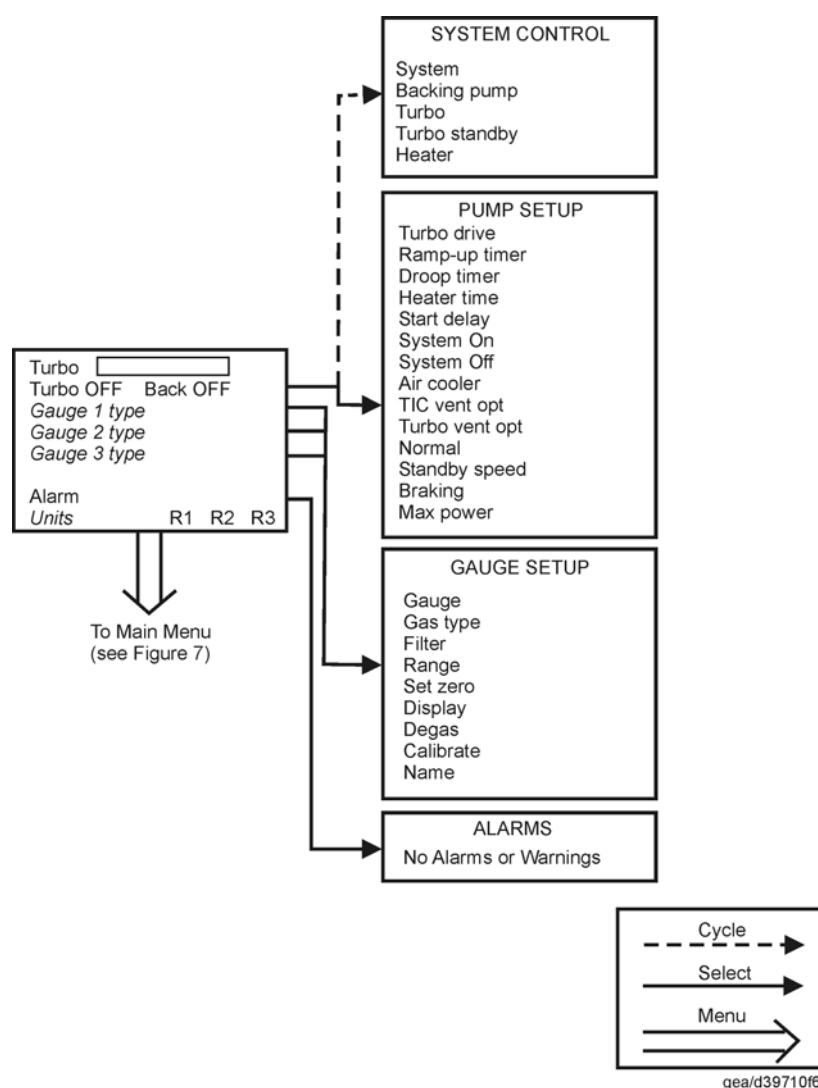 SYSTEM CONTROL
System
Backing pump
Turbo
Turbo standby
Heater
PUMP SETUP
Turbo drive
Ramp-up timer
Droop timer
Heater time
Start delay
System On
System Off
Air cooler
TIC vent opt
Turbo vent opt
Normal
Standby speed
Braking
Max power
Turbo
Turbo OFF Back OFF
Gauge 1 type
Gauge 2 type
Gauge 3 type
Alarm
Units R1 R2 R3
To Main Menu
(see Figure 7)
GAUGE SETUP
Gauge
Gas type
Filter
Range
Set zero
Display
Degas
Calibrate
Name
ALARMS
No Alarms or Warnings
Cycle
Select
Menu
gea/d39710f6